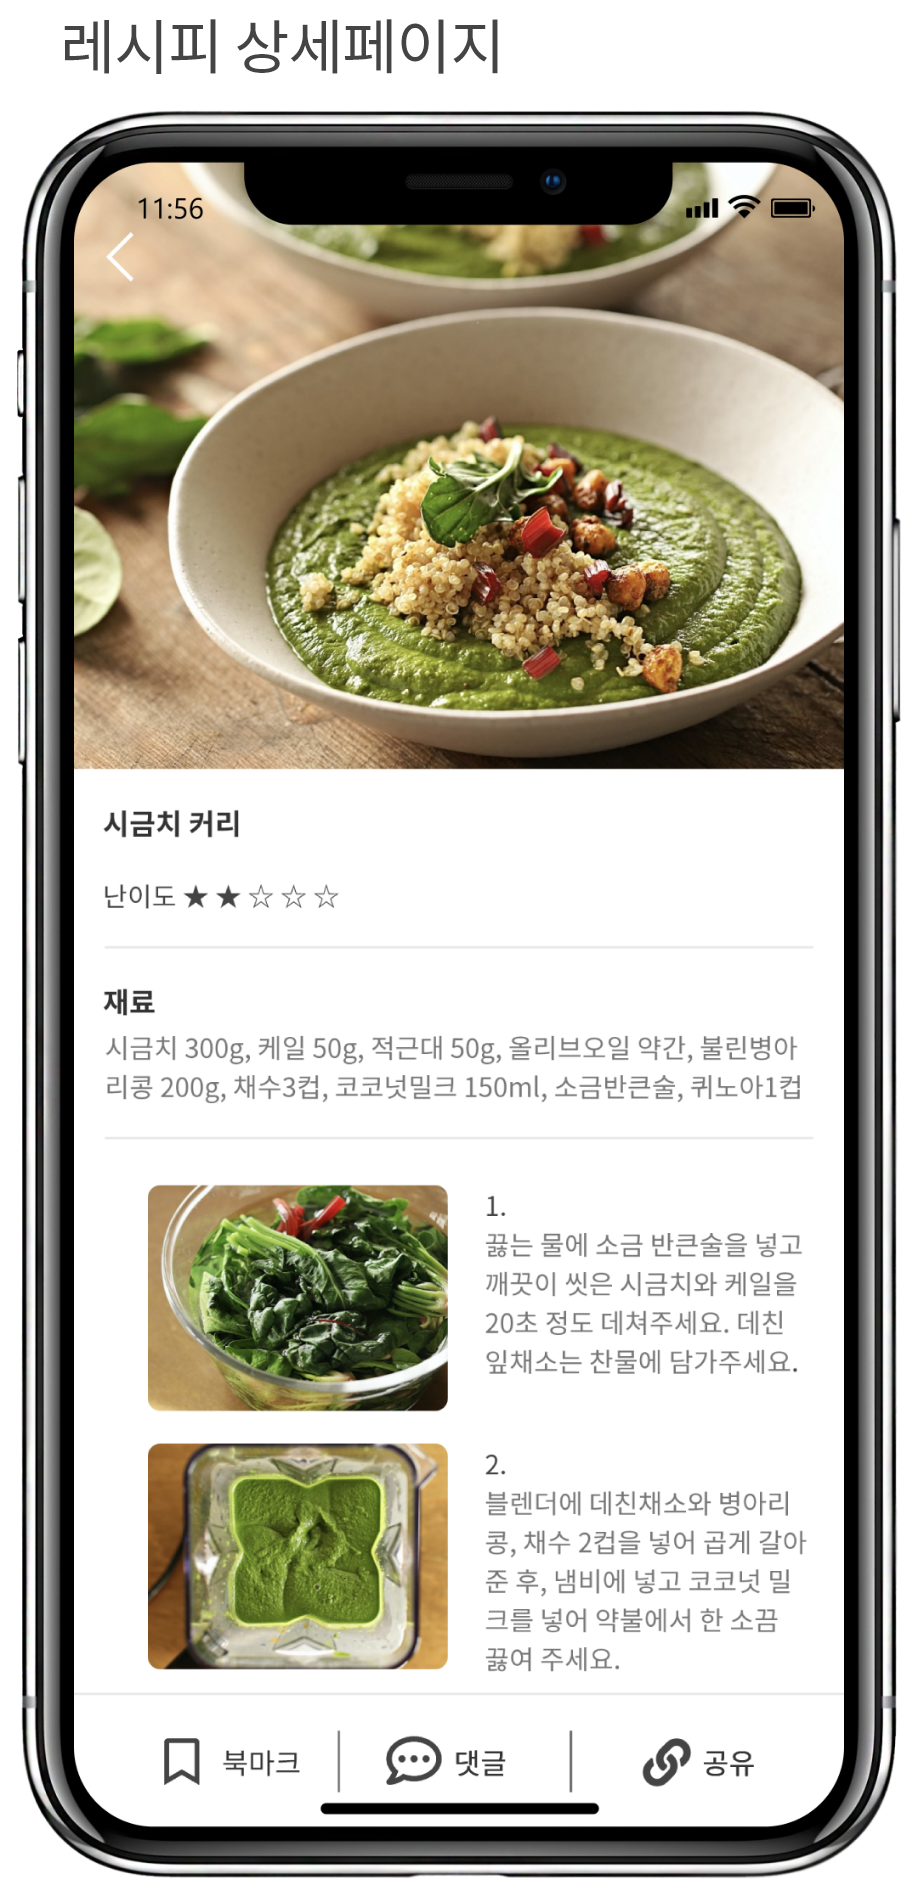 레시피 상세페이지
11:56
시금치 커리
난이도 ★ ★ ☆ ☆ ☆
재료
시금치 300g, 케일 50g, 적근대 50g, 올리브오일 약간, 불린병아
리콩 200g, 채수3컵, 코코넛밀크 150ml, 소금반큰술, 퀴노아1컵
1.
끓는 물에 소금 반큰술을 넣고
깨끗이 씻은 시금치와 케일을
20초 정도 데쳐주세요. 데친
잎채소는 찬물에 담가주세요.
2.
블렌더에 데친채소와 병아리
콩, 채수 2컵을 넣어 곱게 갈아
준 후, 냄비에 넣고 코코넛 밀
크를 넣어 약불에서 한 소끔
끓여 주세요.
북마크 댓글 공유